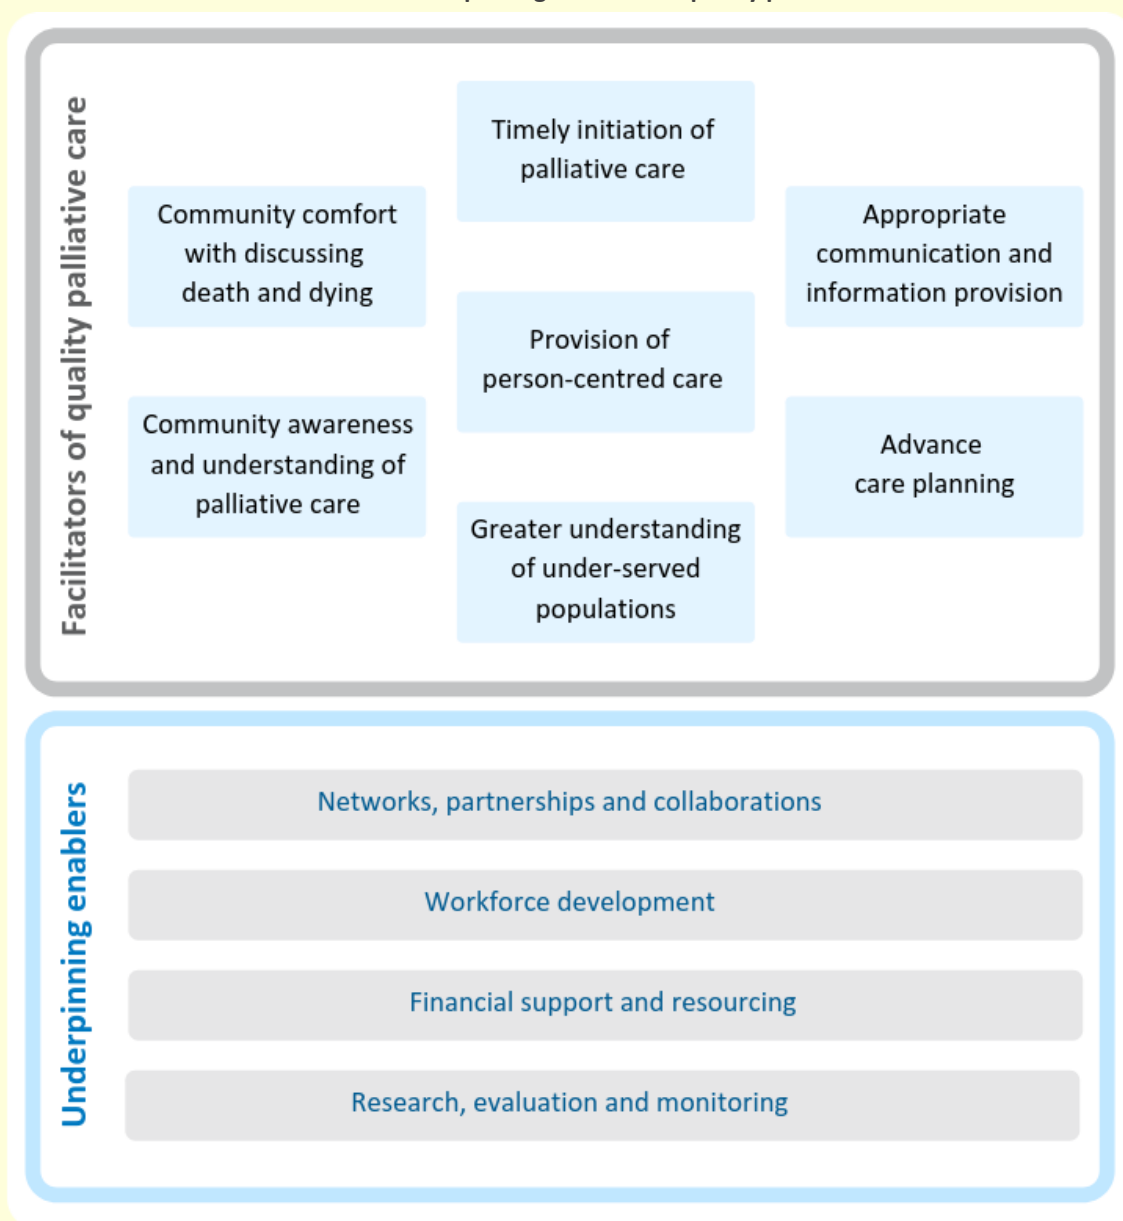 Facilitators of quality palliative care
Timely initiation of
palliative care
Community comfort
with discussing
death and dying
Appropriate
communication and
information provision
Provision of
person-centred care
Community awareness
and understanding of
palliative care
Advance
care planning
Greater understanding
of under-served
populations
Underpinning enablers
Networks, partnerships and collaborations
Workforce development
Financial support and resourcing
Research, evaluation and monitoring